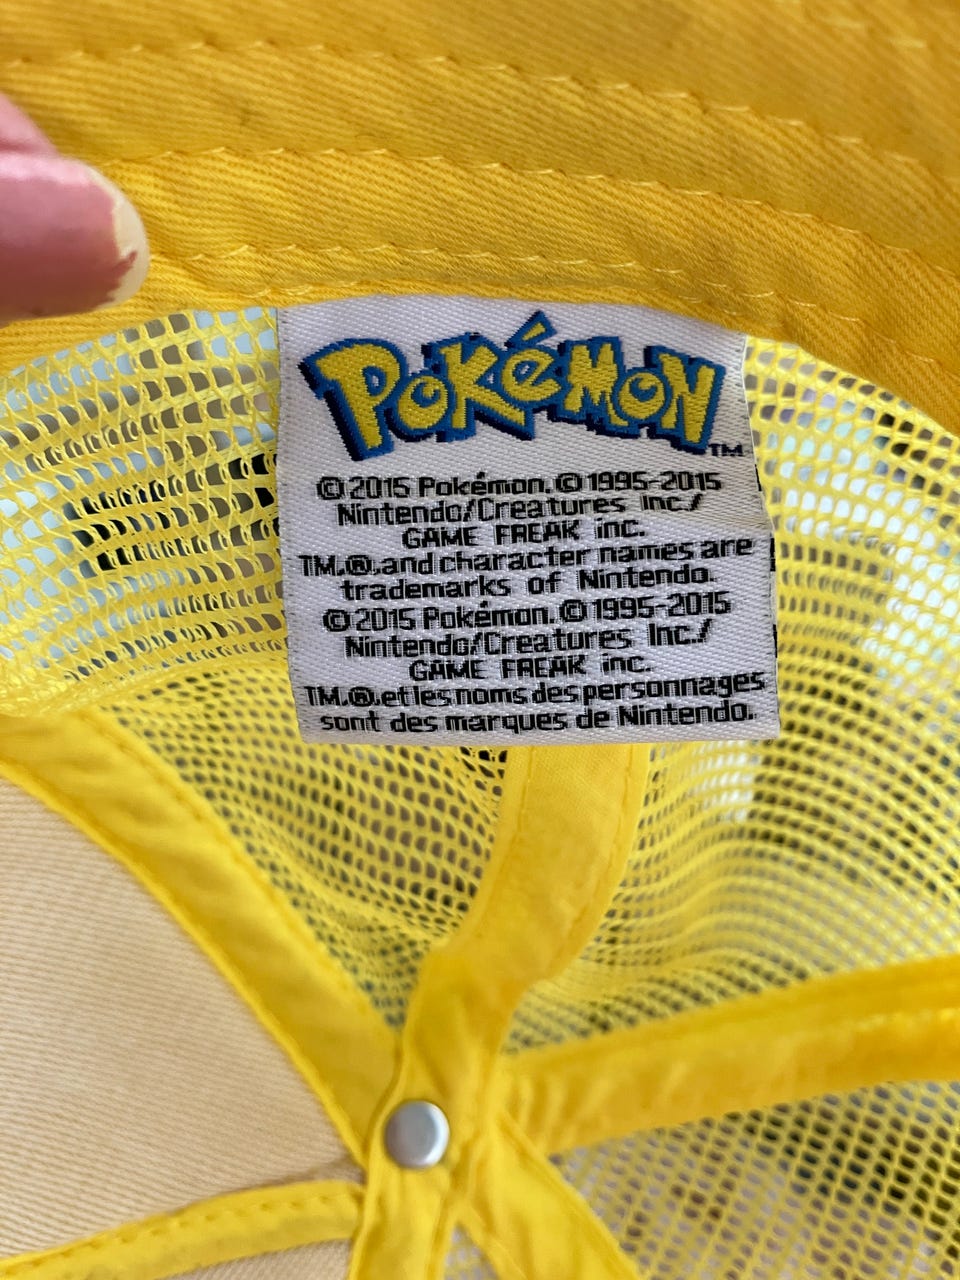 POKéMON
TM
© 2015 Pokémon. © 1995-2015
Nintendo/Creatures Inc./
GAME FREAK inc.
TM,®,and character names are
trademarks of Nintendo.
© 2015 Pokémon. © 1995-2015
Nintendo/Creatures Inc./
GAME FREAK inc.
TM,®,et les noms des personnages
sont des marques de Nintendo.